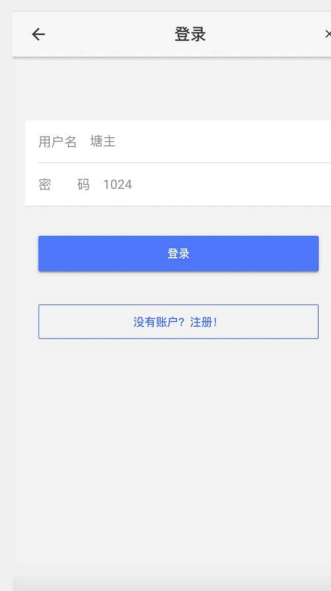 登录
用户名 塘主
密 码 1024
登录
没有账户? 注册!